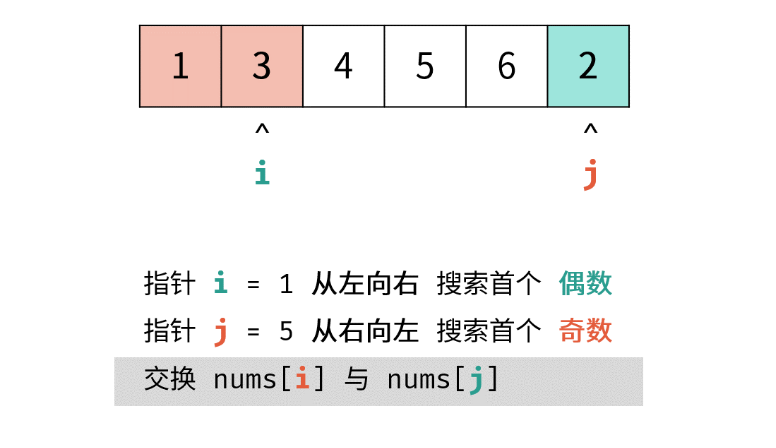 1 3 4 5 6 2
^ ^
i j
指针 i = 1 从左向右 搜索首个 偶数
指针 j = 5 从右向左 搜索首个 奇数
交换 nums[i] 与 nums[j]